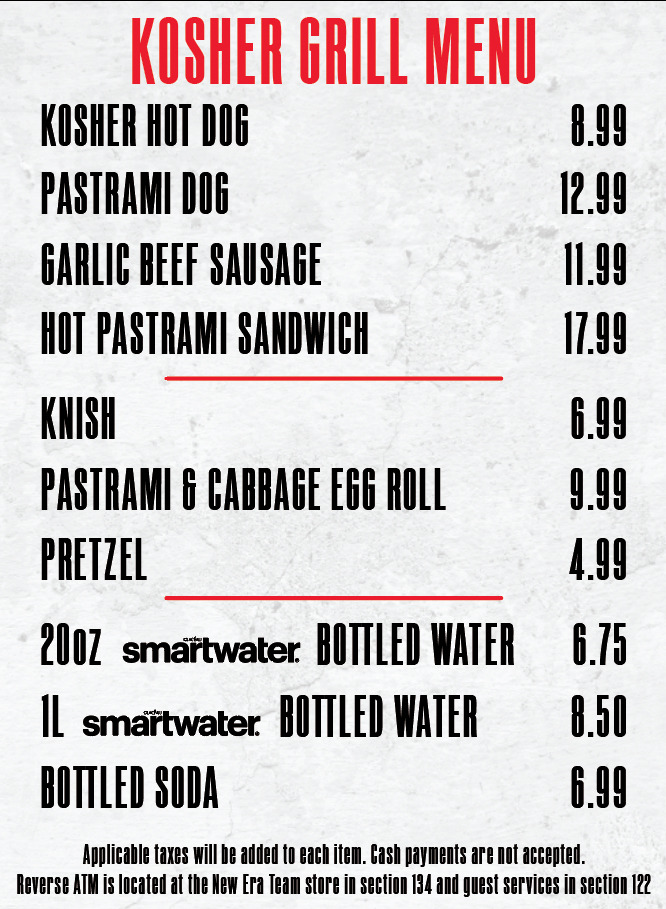 KOSHER GRILL MENU
KOSHER HOT DOG 8.99
PASTRAMI DOG 12.99
GARLIC BEEF SAUSAGE 11.99
HOT PASTRAMI SANDWICH 17.99
KNISH 6.99
PASTRAMI & CABBAGE EGG ROLL 9.99
PRETZEL 4.99
20OZ smartwater. BOTTLED WATER 6.75
1L smartwater. BOTTLED WATER 8.50
BOTTLED SODA 6.99
Applicable taxes will be added to each item. Cash payments are not accepted.
Reverse ATM is located at the New Era Team store in section 134 and guest services in section 122